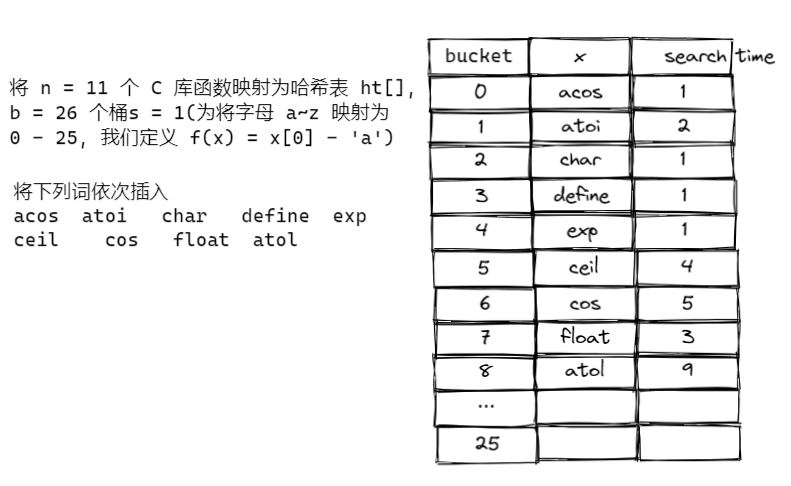 将 n = 11 个 C 库函数映射为哈希表 ht[],
b = 26 个桶s = 1(为将字母 a~z 映射为
0 - 25, 我们定义 f(x) = x[0] - 'a')
将下列词依次插入
acos atoi char define exp
ceil cos float atol
bucket x search time
0 acos 1
1 atoi 2
2 char 1
3 define 1
4 exp 1
5 ceil 4
6 cos 5
7 float 3
8 atol 9
...
25